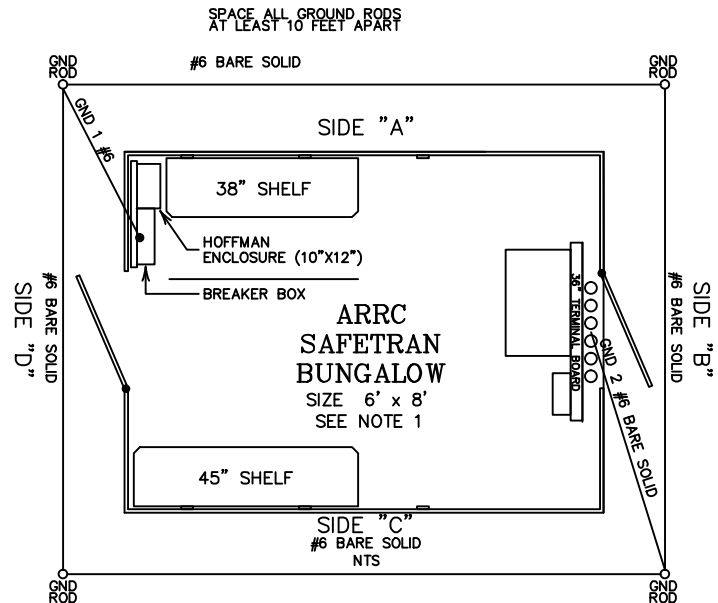 SPACE ALL GROUND RODS
AT LEAST 10 FEET APART
GND
ROD
#6 BARE SOLID
GND
ROD
GND 1 #6
SIDE "A"
38" SHELF
HOFFMAN
ENCLOSURE (10"X12")
BREAKER BOX
36" TERMINAL BOARD
SIDE "D"
#6 BARE SOLID
#6 BARE SOLID
SIDE "B"
ARRC
SAFETRAN
BUNGALOW
SIZE 6' x 8'
SEE NOTE 1
GND 2 #6 BARE SOLID
45" SHELF
SIDE "C"
#6 BARE SOLID
NTS
GND
ROD
GND
ROD